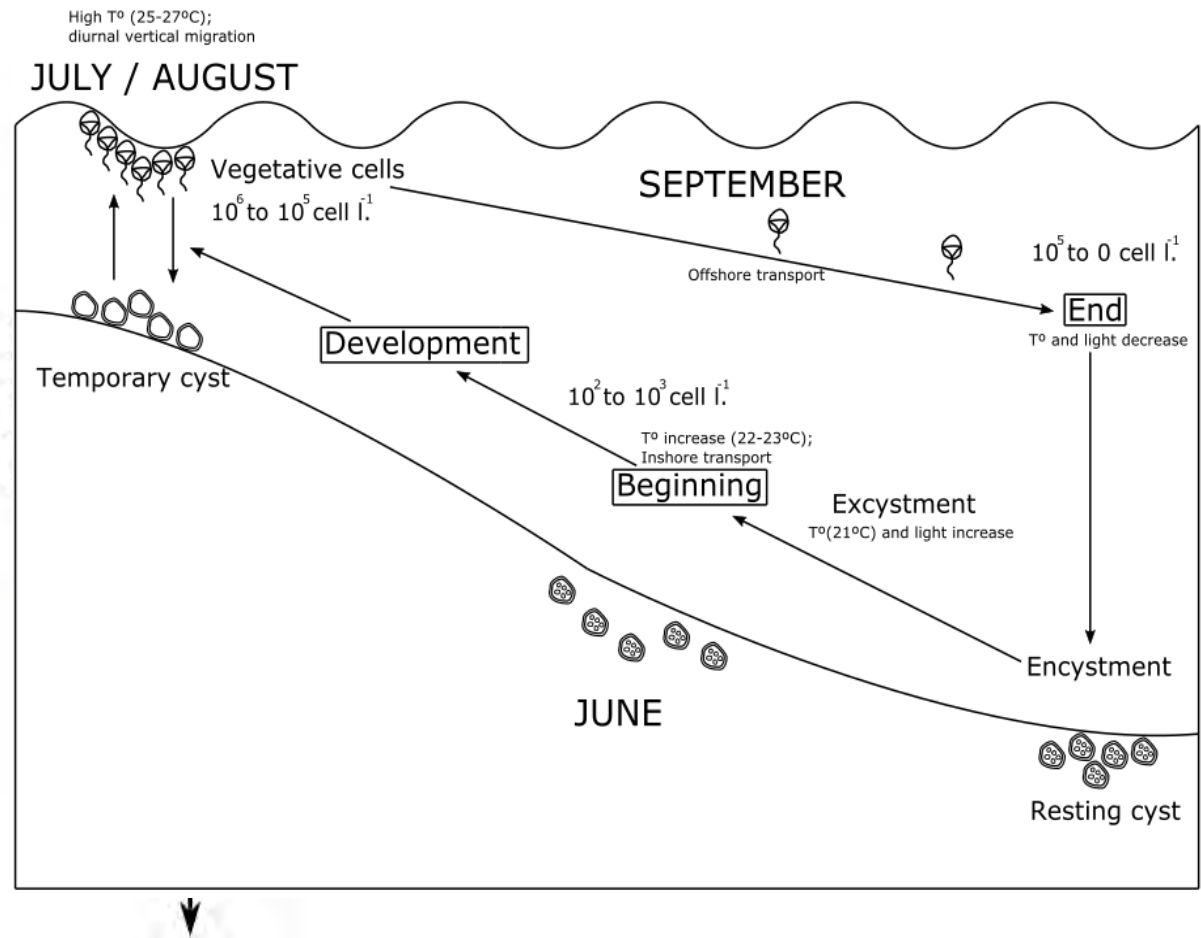 High Tº (25-27ºC);
diurnal vertical migration
JULY / AUGUST
Vegetative cells
10⁶ to 10⁵ cell l.⁻¹
SEPTEMBER
Offshore transport
10⁵ to 0 cell l.⁻¹
End
Tº and light decrease
Development
Temporary cyst
10² to 10³ cell l.⁻¹
Tº increase (22-23ºC);
Inshore transport
Beginning
Excystment
Tº(21ºC) and light increase
Encystment
JUNE
Resting cyst